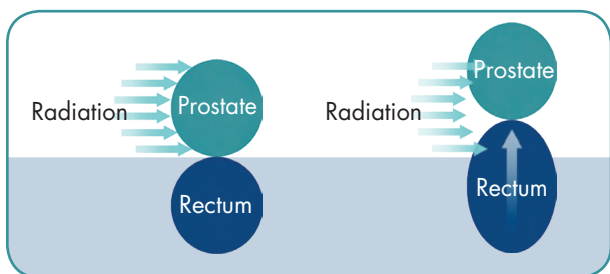 Prostate
Radiation
Rectum
Prostate
Radiation
Rectum